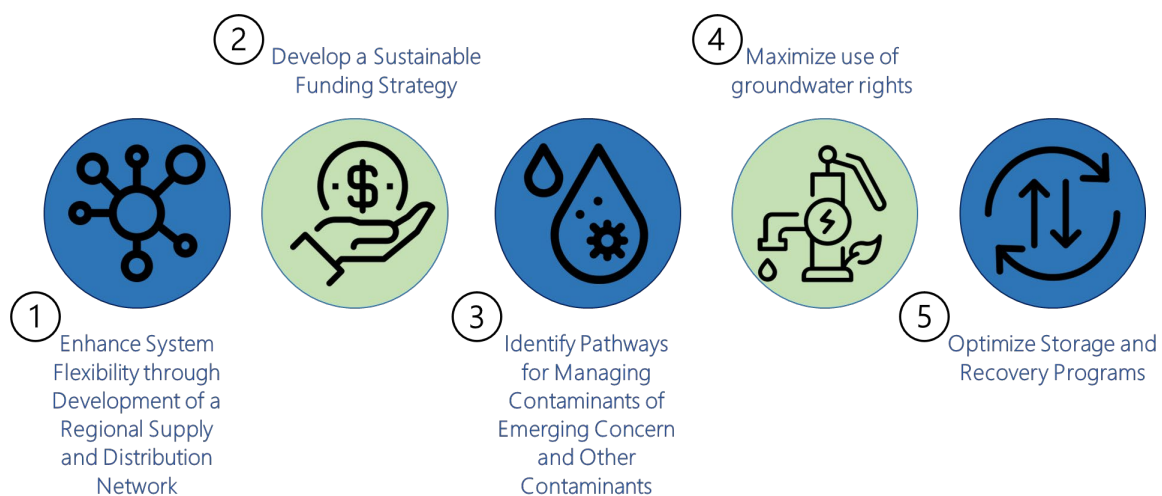 1
Enhance System
Flexibility through
Development of a
Regional Supply
and Distribution
Network
2
Develop a Sustainable
Funding Strategy
$
3
Identify Pathways
for Managing
Contaminants of
Emerging Concern
and Other
Contaminants
4
Maximize use of
groundwater rights
5
Optimize Storage and
Recovery Programs